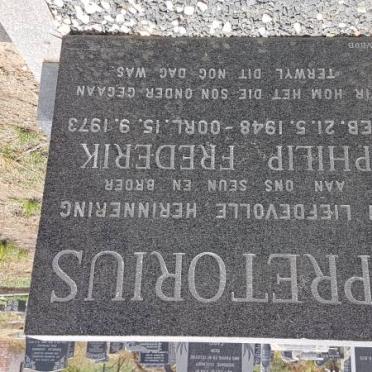 PRETORIUS
LIEFDEVOLLE HERINNERING
AAN ONS SEUN EN BROER
PHILIP FREDERIK
EB. 21.5.1948 - OORL. 15.9.1973
IR HOM HET DIE SON ONDER GEGAAN
TERWYL DIT NOG DAG WAS